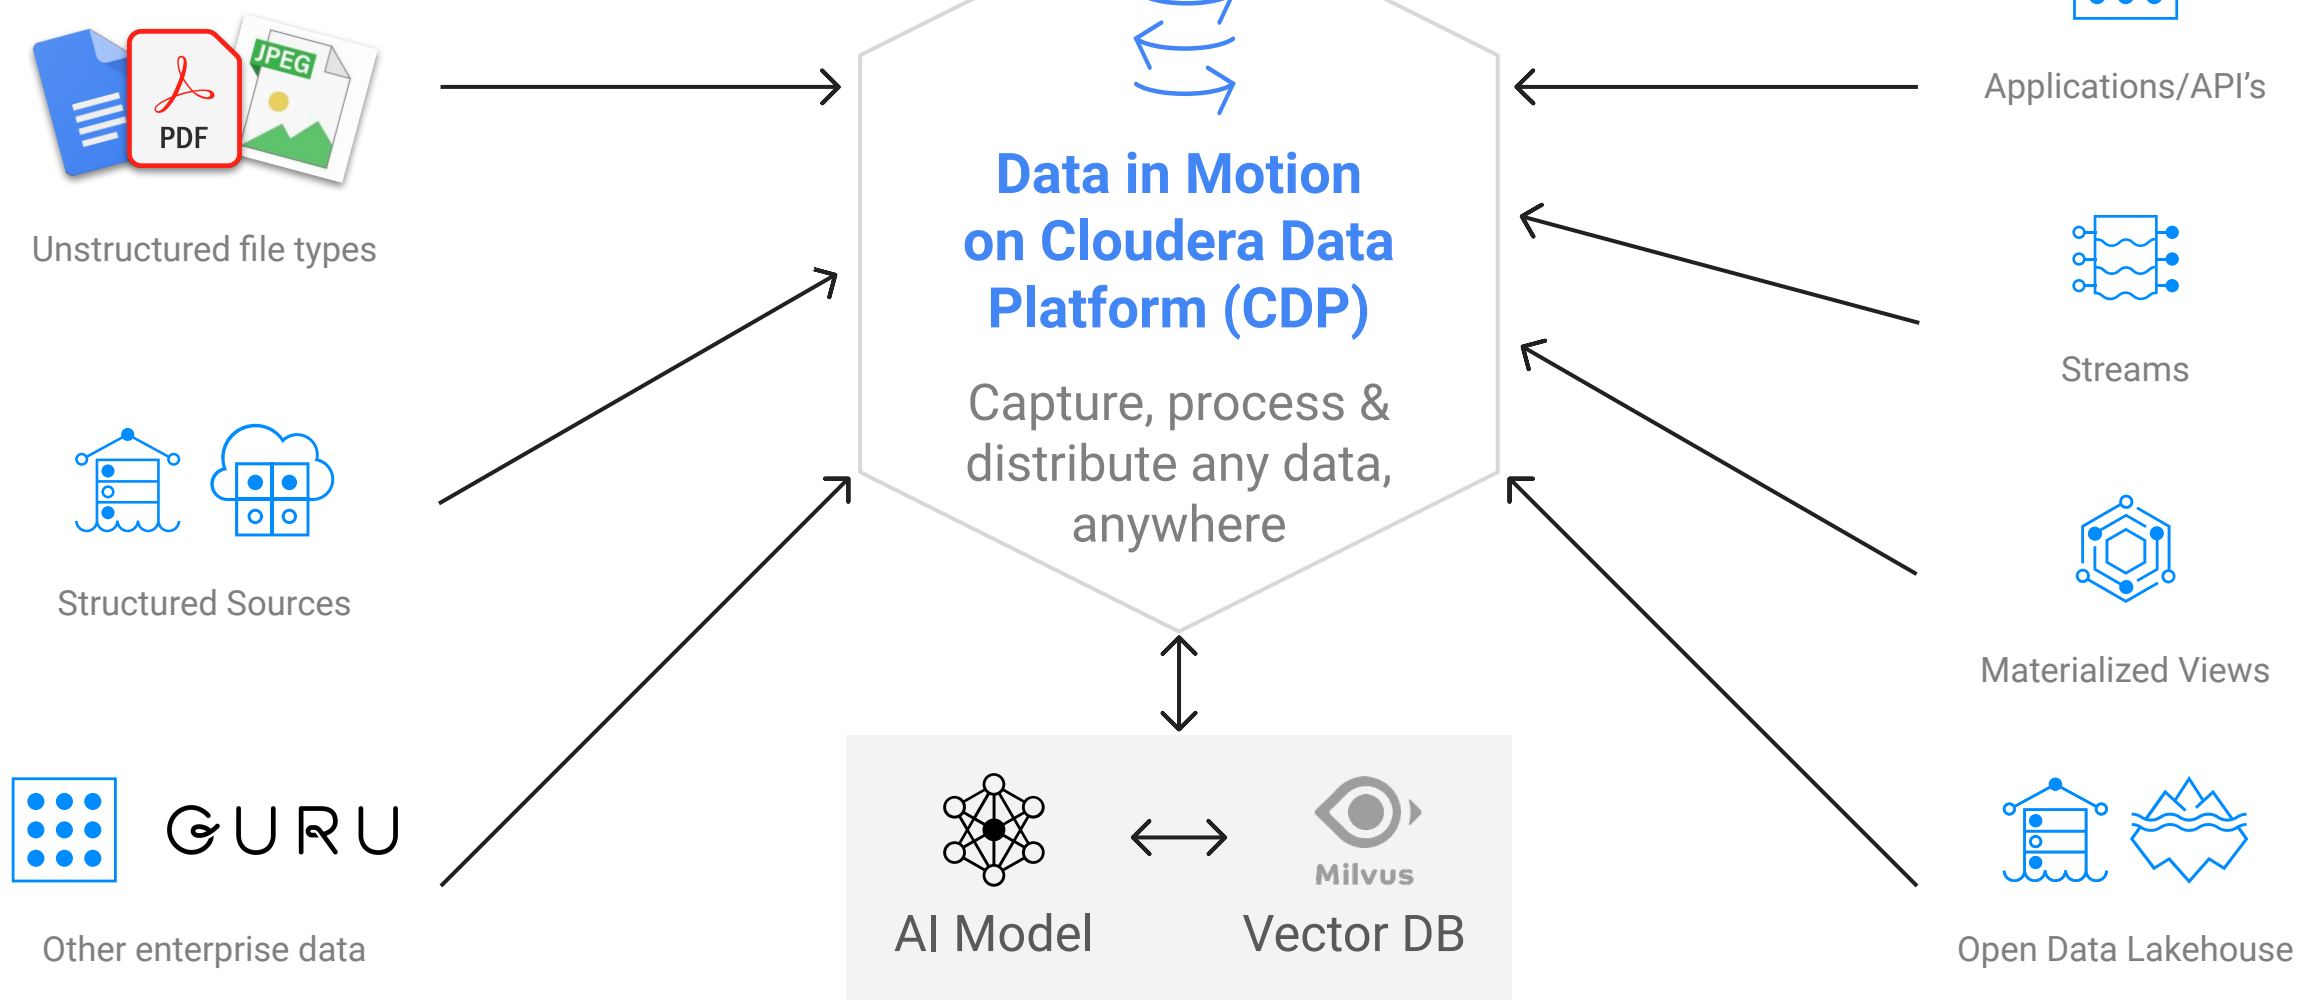 JPEG
PDF
Unstructured file types
Structured Sources
GURU
Other enterprise data
Data in Motion
on Cloudera Data
Platform (CDP)
Capture, process &
distribute any data,
anywhere
AI Model
Milvus
Vector DB
Applications/API's
Streams
Materialized Views
Open Data Lakehouse